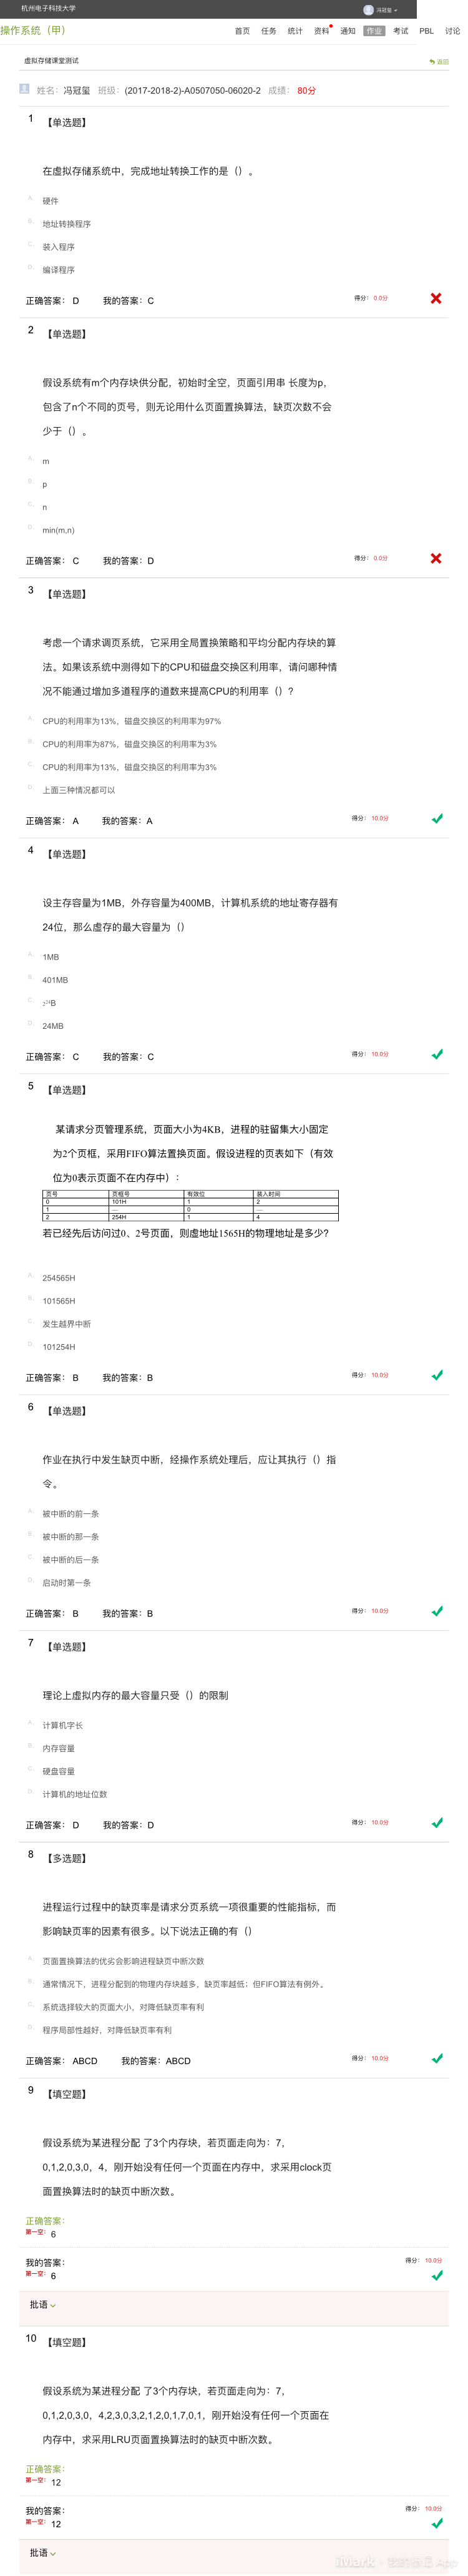 杭州电子科技大学
冯冠玺
操作系统（甲）
首页 任务 统计 资料 通知 作业 考试 PBL 讨论
虚拟存储课堂测试
返回
姓名：冯冠玺 班级：(2017-2018-2)-A0507050-06020-2 成绩： 80分
1 【单选题】
在虚拟存储系统中，完成地址转换工作的是（）。
A. 硬件
B. 地址转换程序
C. 装入程序
D. 编译程序
正确答案： D 我的答案：C 得分： 0.0分
2 【单选题】
假设系统有m个内存块供分配，初始时全空，页面引用串 长度为p，
包含了n个不同的页号，则无论用什么页面置换算法，缺页次数不会
少于（）。
A. m
B. p
C. n
D. min(m,n)
正确答案： C 我的答案：D 得分： 0.0分
3 【单选题】
考虑一个请求调页系统，它采用全局置换策略和平均分配内存块的算
法。如果该系统中测得如下的CPU和磁盘交换区利用率，请问哪种情
况不能通过增加多道程序的道数来提高CPU的利用率（）？
A. CPU的利用率为13%，磁盘交换区的利用率为97%
B. CPU的利用率为87%，磁盘交换区的利用率为3%
C. CPU的利用率为13%，磁盘交换区的利用率为3%
D. 上面三种情况都可以
正确答案： A 我的答案：A 得分： 10.0分
4 【单选题】
设主存容量为1MB，外存容量为400MB，计算机系统的地址寄存器有
24位，那么虚存的最大容量为（）
A. 1MB
B. 401MB
C. 2²⁴B
D. 24MB
正确答案： C 我的答案：C 得分： 10.0分
5 【单选题】
某请求分页管理系统，页面大小为4KB，进程的驻留集大小固定
为2个页框，采用FIFO算法置换页面。假设进程的页表如下（有效
位为0表示页面不在内存中）：
页号 页框号 有效位 装入时间
0 101H 1 2
1 ... 0 ...
2 254H 1 4
若已经先后访问过0、2号页面，则虚地址1565H的物理地址是多少？
A. 254565H
B. 101565H
C. 发生越界中断
D. 101254H
正确答案： B 我的答案：B 得分： 10.0分
6 【单选题】
作业在执行中发生缺页中断，经操作系统处理后，应让其执行（）指
令。
A. 被中断的前一条
B. 被中断的那一条
C. 被中断的后一条
D. 启动时第一条
正确答案： B 我的答案：B 得分： 10.0分
7 【单选题】
理论上虚拟内存的最大容量只受（）的限制
A. 计算机字长
B. 内存容量
C. 硬盘容量
D. 计算机的地址位数
正确答案： D 我的答案：D 得分： 10.0分
8 【多选题】
进程运行过程中的缺页率是请求分页系统一项很重要的性能指标，而
影响缺页率的因素有很多。以下说法正确的有（）
A. 页面置换算法的优劣会影响进程缺页中断次数
B. 通常情况下，进程分配到的物理内存块越多，缺页率越低；但FIFO算法有例外。
C. 系统选择较大的页面大小，对降低缺页率有利
D. 程序局部性越好，对降低缺页率有利
正确答案： ABCD 我的答案：ABCD 得分： 10.0分
9 【填空题】
假设系统为某进程分配 了3个内存块，若页面走向为：7，
0,1,2,0,3,0，4，刚开始没有任何一个页面在内存中，求采用clock页
面置换算法时的缺页中断次数。
正确答案：
第一空： 6
我的答案： 得分： 10.0分
第一空： 6
批语
10 【填空题】
假设系统为某进程分配 了3个内存块，若页面走向为：7，
0,1,2,0,3,0，4,2,3,0,3,2,1,2,0,1,7,0,1，刚开始没有任何一个页面在
内存中，求采用LRU页面置换算法时的缺页中断次数。
正确答案：
第一空： 12
我的答案： 得分： 10.0分
第一空： 12
批语